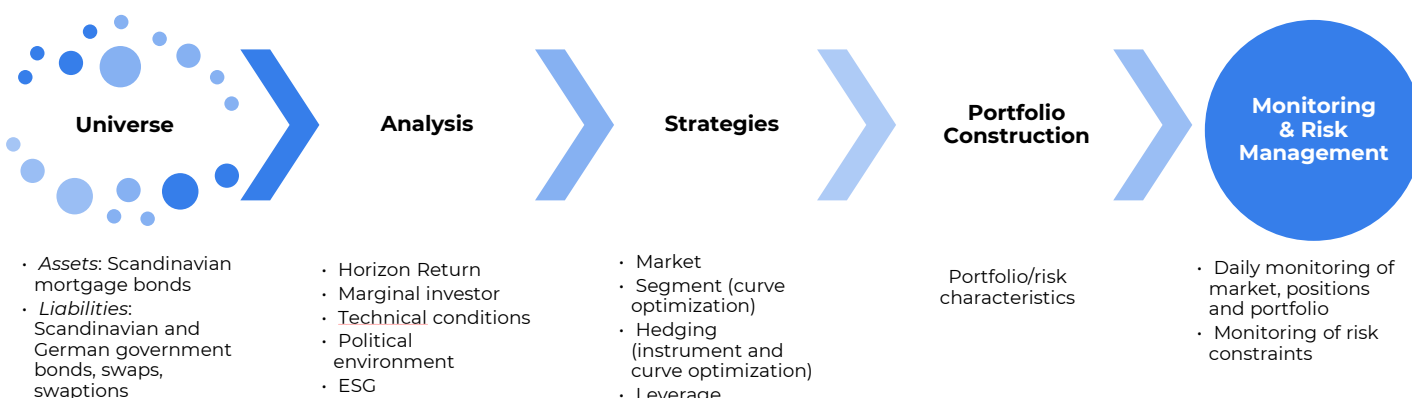 Universe
Analysis
Strategies
Portfolio
Construction
Monitoring
& Risk
Management
• Assets: Scandinavian
mortgage bonds
• Liabilities:
Scandinavian and
German government
bonds, swaps,
swaptions
• Horizon Return
• Marginal investor
• Technical conditions
• Political
environment
• ESG
• Market
• Segment (curve
optimization)
• Hedging
(instrument and
curve optimization)
• Leverage
Portfolio/risk
characteristics
• Daily monitoring of
market, positions
and portfolio
• Monitoring of risk
constraints